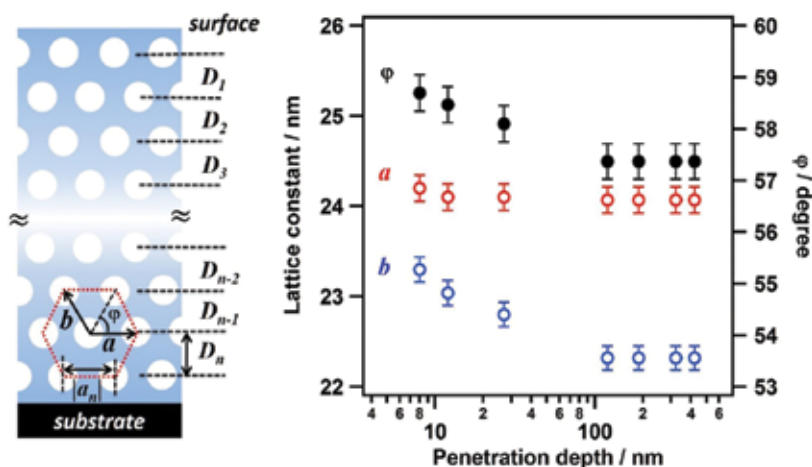 surface
D1
D2
D3
≈ ≈
Dn-2
Dn-1
Dn
b
φ
a
an
substrate
26
25
24
23
22
Lattice constant / nm
φ
a
b
60
59
58
57
56
55
54
53
φ / degree
4 6 8 10 2 4 6 8 100 2 4 6
Penetration depth / nm